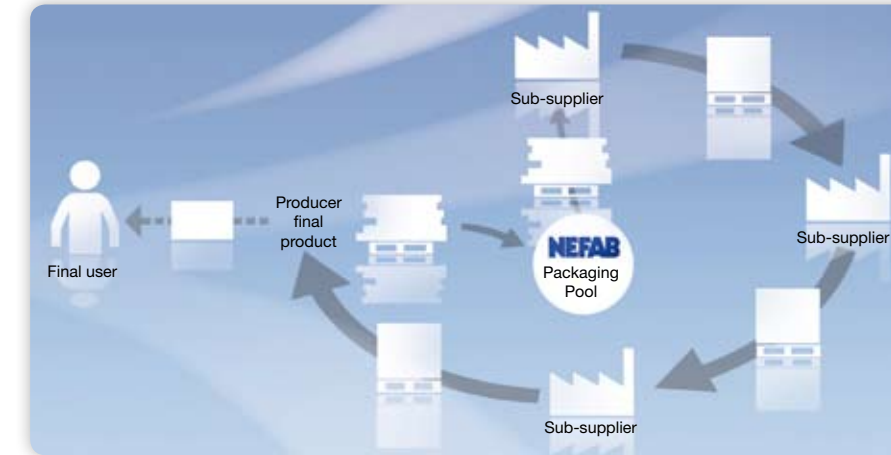 Sub-supplier
Sub-supplier
Producer
final
product
NEFAB
Packaging
Pool
Final user
Sub-supplier